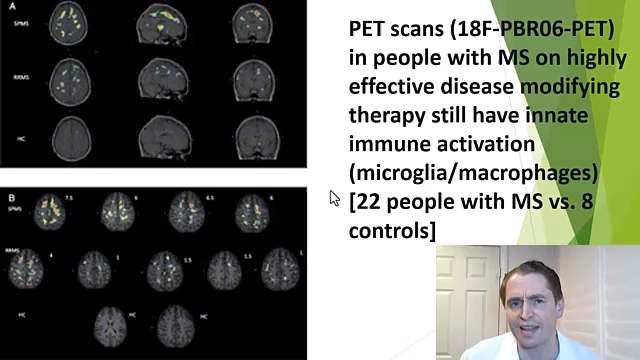 A
SPMS
RRMS
HC
B
7.5
6
6.5
6
SPMS
RRMS
4
1
1.5
1.5
1
HC
HC
PET scans (18F-PBR06-PET)
in people with MS on highly
effective disease modifying
therapy still have innate
immune activation
(microglia/macrophages)
[22 people with MS vs. 8
controls]